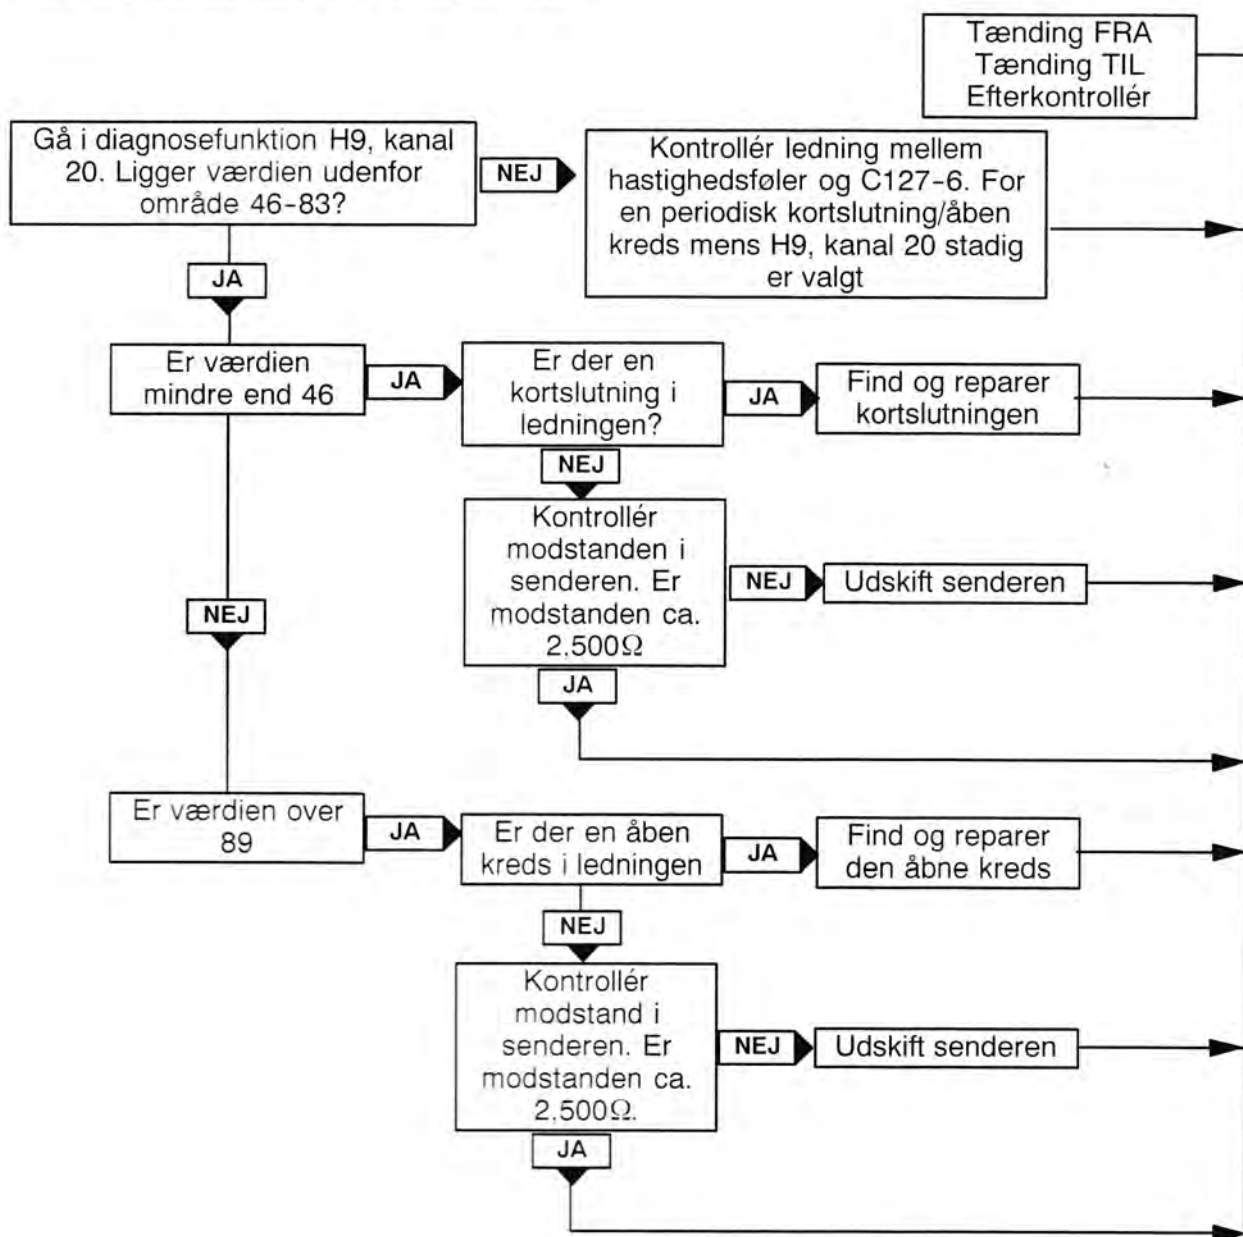 Tænding FRA
Tænding TIL
Efterkontrollér
Gå i diagnosefunktion H9, kanal
20. Ligger værdien udenfor
område 46-83?
NEJ
Kontrollér ledning mellem
hastighedsføler og C127-6. For
en periodisk kortslutning/åben
kreds mens H9, kanal 20 stadig
er valgt
JA
Er værdien
mindre end 46
JA
Er der en
kortslutning i
ledningen?
JA
Find og reparer
kortslutningen
NEJ
Kontrollér
modstanden i
senderen. Er
modstanden ca.
2.500Ω
NEJ
Udskift senderen
JA
NEJ
Er værdien over
89
JA
Er der en åben
kreds i ledningen
JA
Find og reparer
den åbne kreds
NEJ
Kontrollér
modstand i
senderen. Er
modstanden ca.
2.500Ω.
NEJ
Udskift senderen
JA